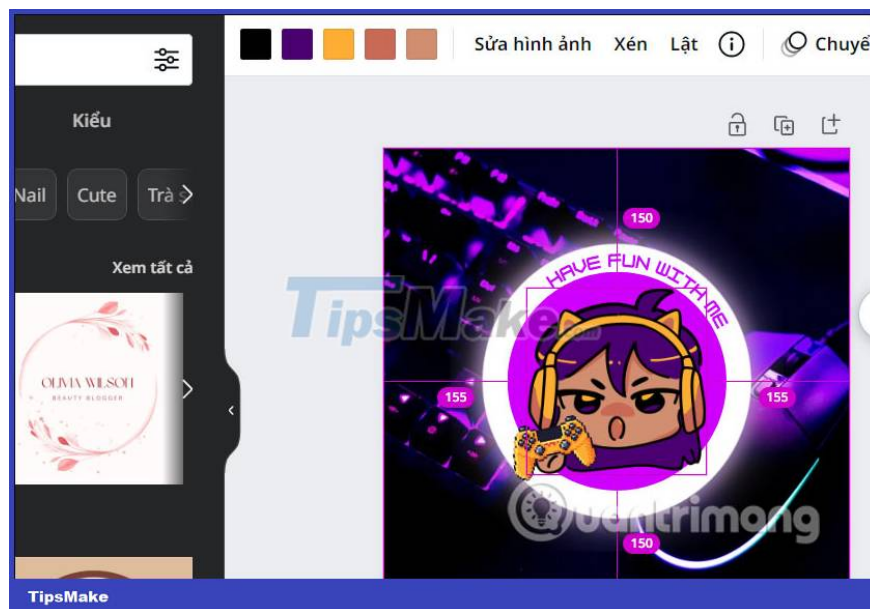 Sửa hình ảnh Xén Lật Chuyể
Kiểu
Nail Cute Trà s
Xem tất cả
OLIVIA WILSON
BEAUTY BLOGGER
150
HAVE FUN WITH ME
TipsMake
155 155
Quantrimang
150
TipsMake